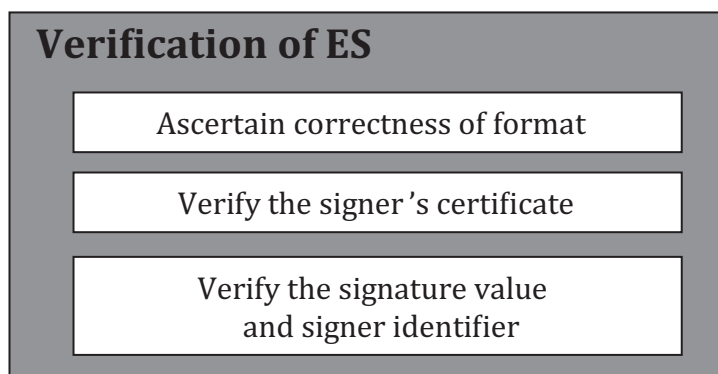 Verification of ES
Ascertain correctness of format
Verify the signer’s certificate
Verify the signature value
and signer identifier